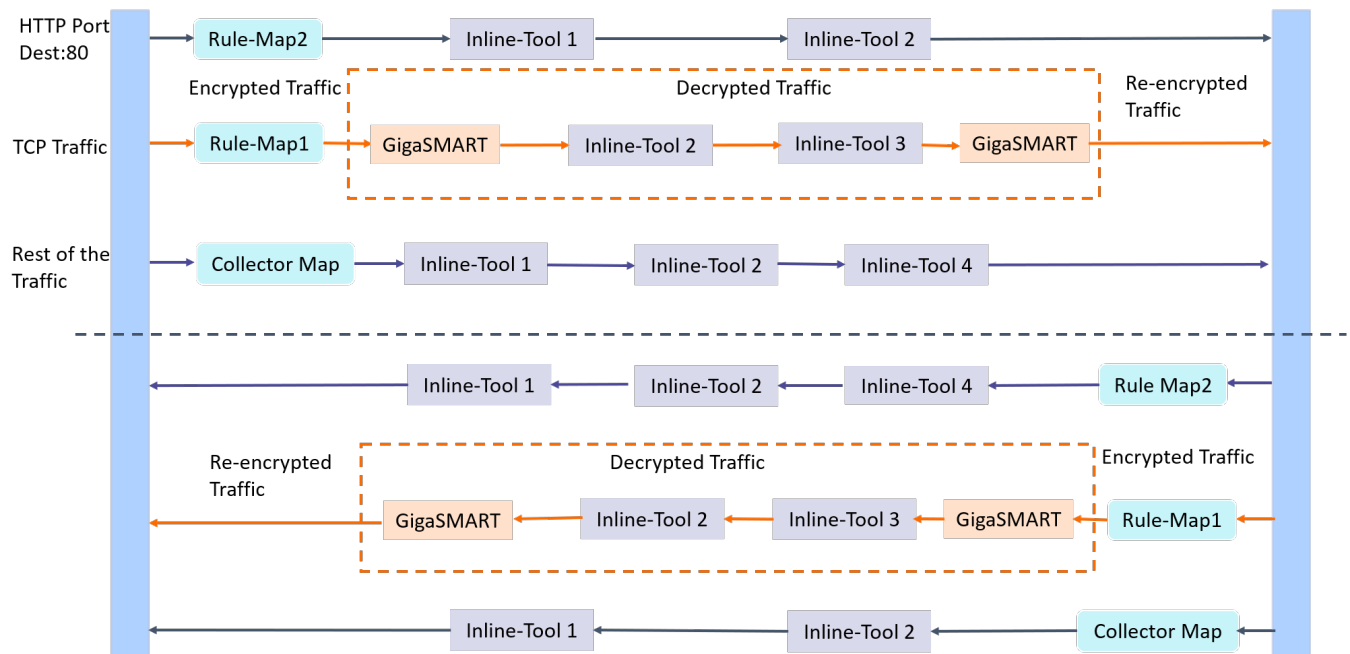 HTTP Port
Dest:80
Rule-Map2
Inline-Tool 1
Inline-Tool 2
Encrypted Traffic
Decrypted Traffic
Re-encrypted
Traffic
TCP Traffic
Rule-Map1
GigaSMART
Inline-Tool 2
Inline-Tool 3
GigaSMART
Rest of the
Traffic
Collector Map
Inline-Tool 1
Inline-Tool 2
Inline-Tool 4
Inline-Tool 1
Inline-Tool 2
Inline-Tool 4
Rule Map2
Re-encrypted
Traffic
Decrypted Traffic
Encrypted Traffic
GigaSMART
Inline-Tool 2
Inline-Tool 3
GigaSMART
Rule-Map1
Inline-Tool 1
Inline-Tool 2
Collector Map